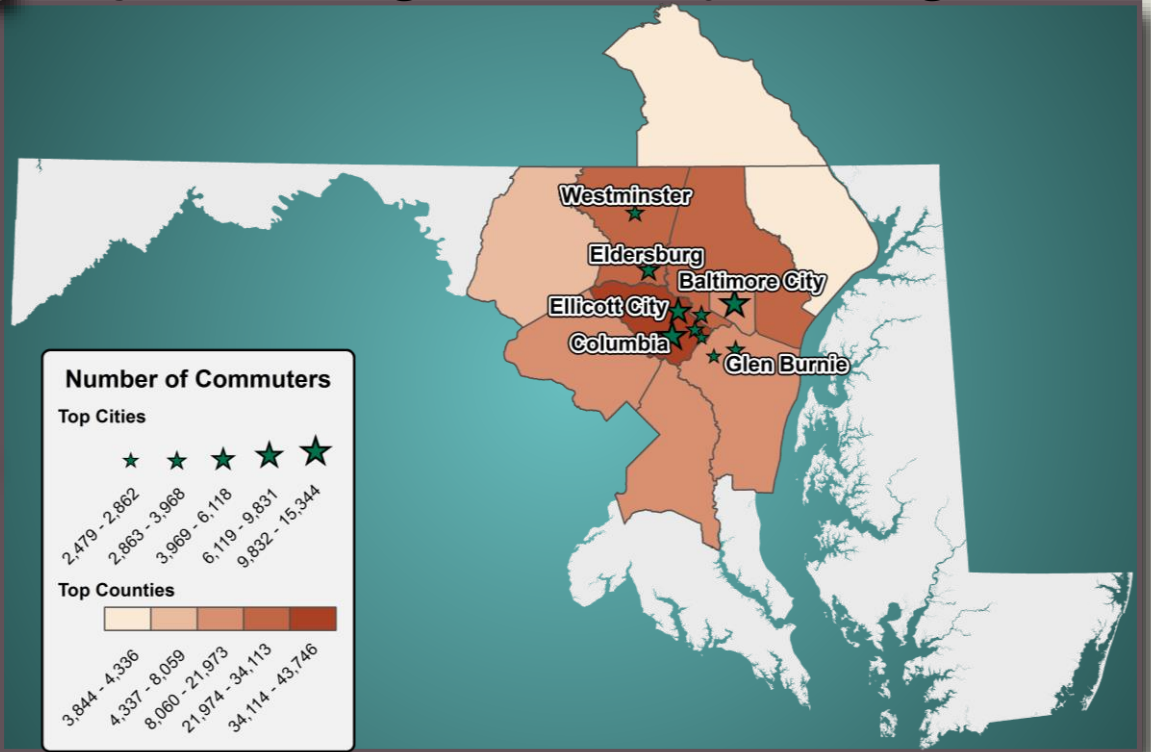 Westminster
Eldersburg
Baltimore City
Ellicott City
Columbia
Glen Burnie
Number of Commuters
Top Cities
2,479 - 2,862
2,863 - 3,968
3,969 - 6,118
6,119 - 9,831
9,832 - 15,344
Top Counties
3,844 - 4,336
4,337 - 8,059
8,060 - 21,973
21,974 - 34,113
34,114 - 43,746